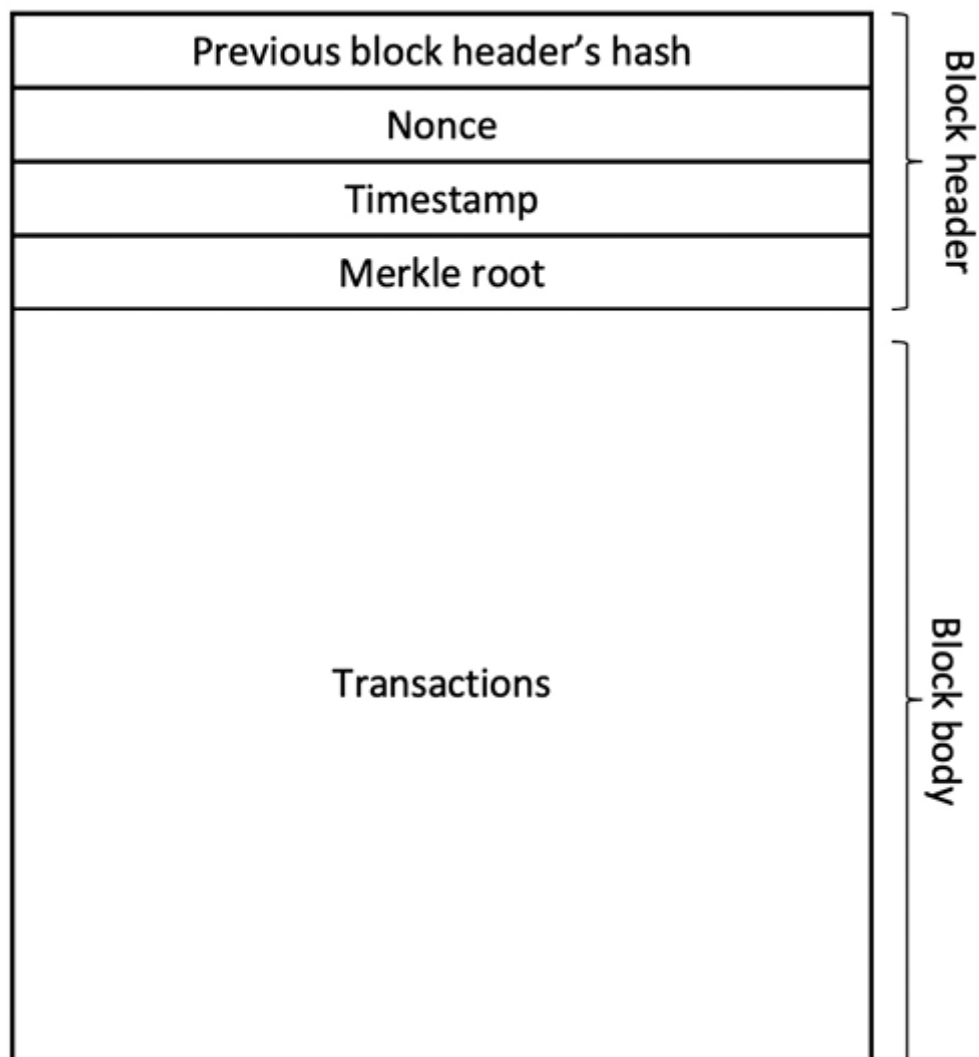 Previous block header’s hash
Nonce
Timestamp
Merkle root
Block header
Transactions
Block body